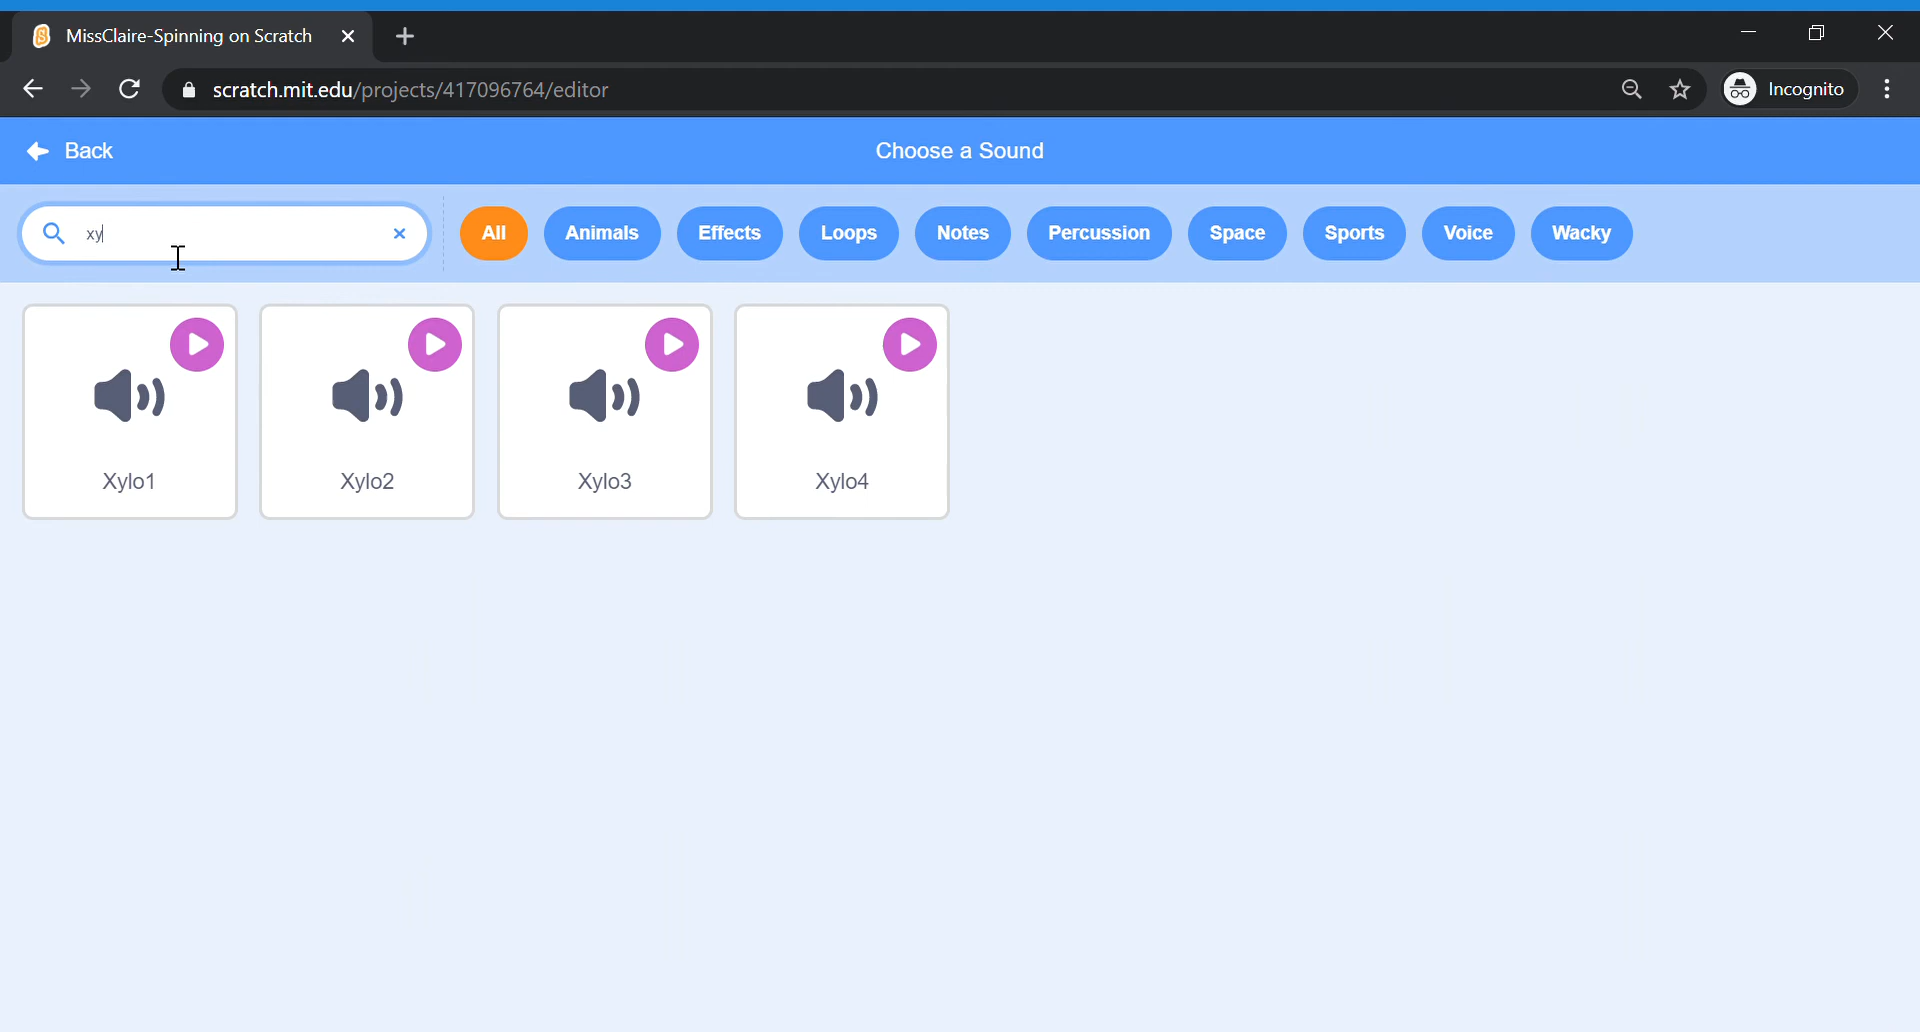 MissClaire-Spinning on Scratch
scratch.mit.edu/projects/417096764/editor
Incognito
Back
Choose a Sound
xy
All
Animals
Effects
Loops
Notes
Percussion
Space
Sports
Voice
Wacky
Xylo1
Xylo2
Xylo3
Xylo4